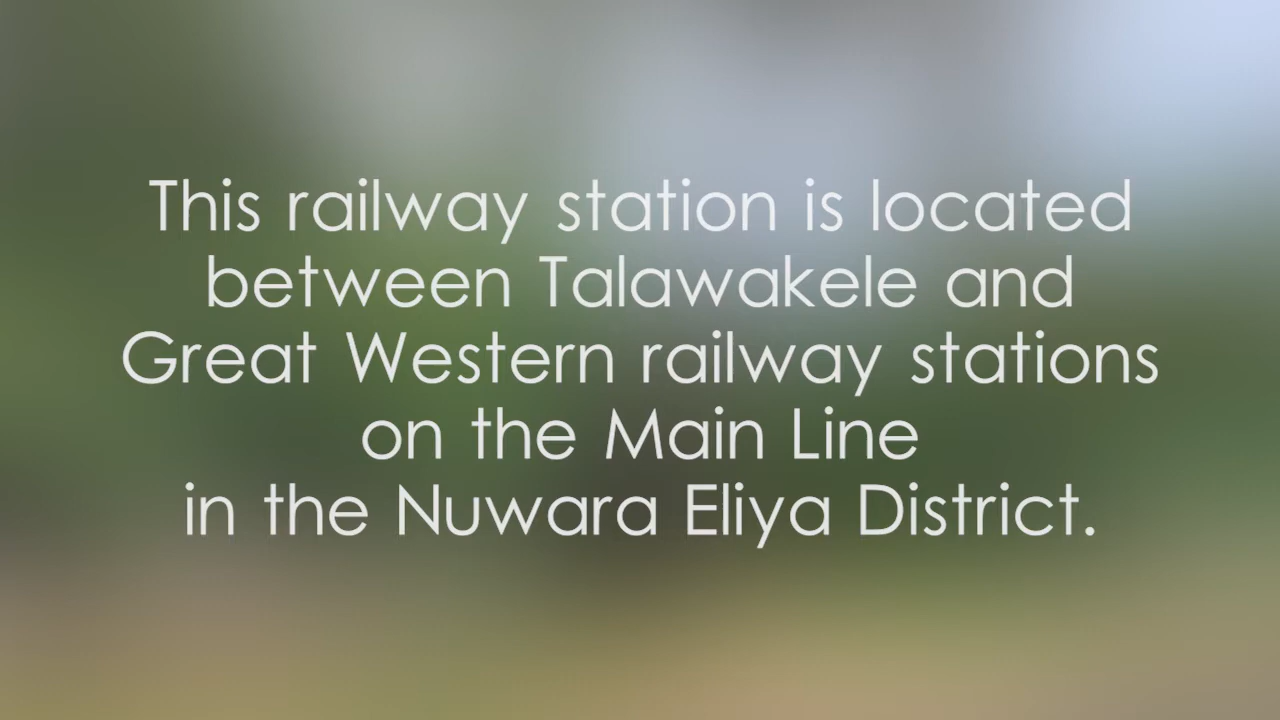 This railway station is located
between Talawakele and
Great Western railway stations
on the Main Line
in the Nuwara Eliya District.